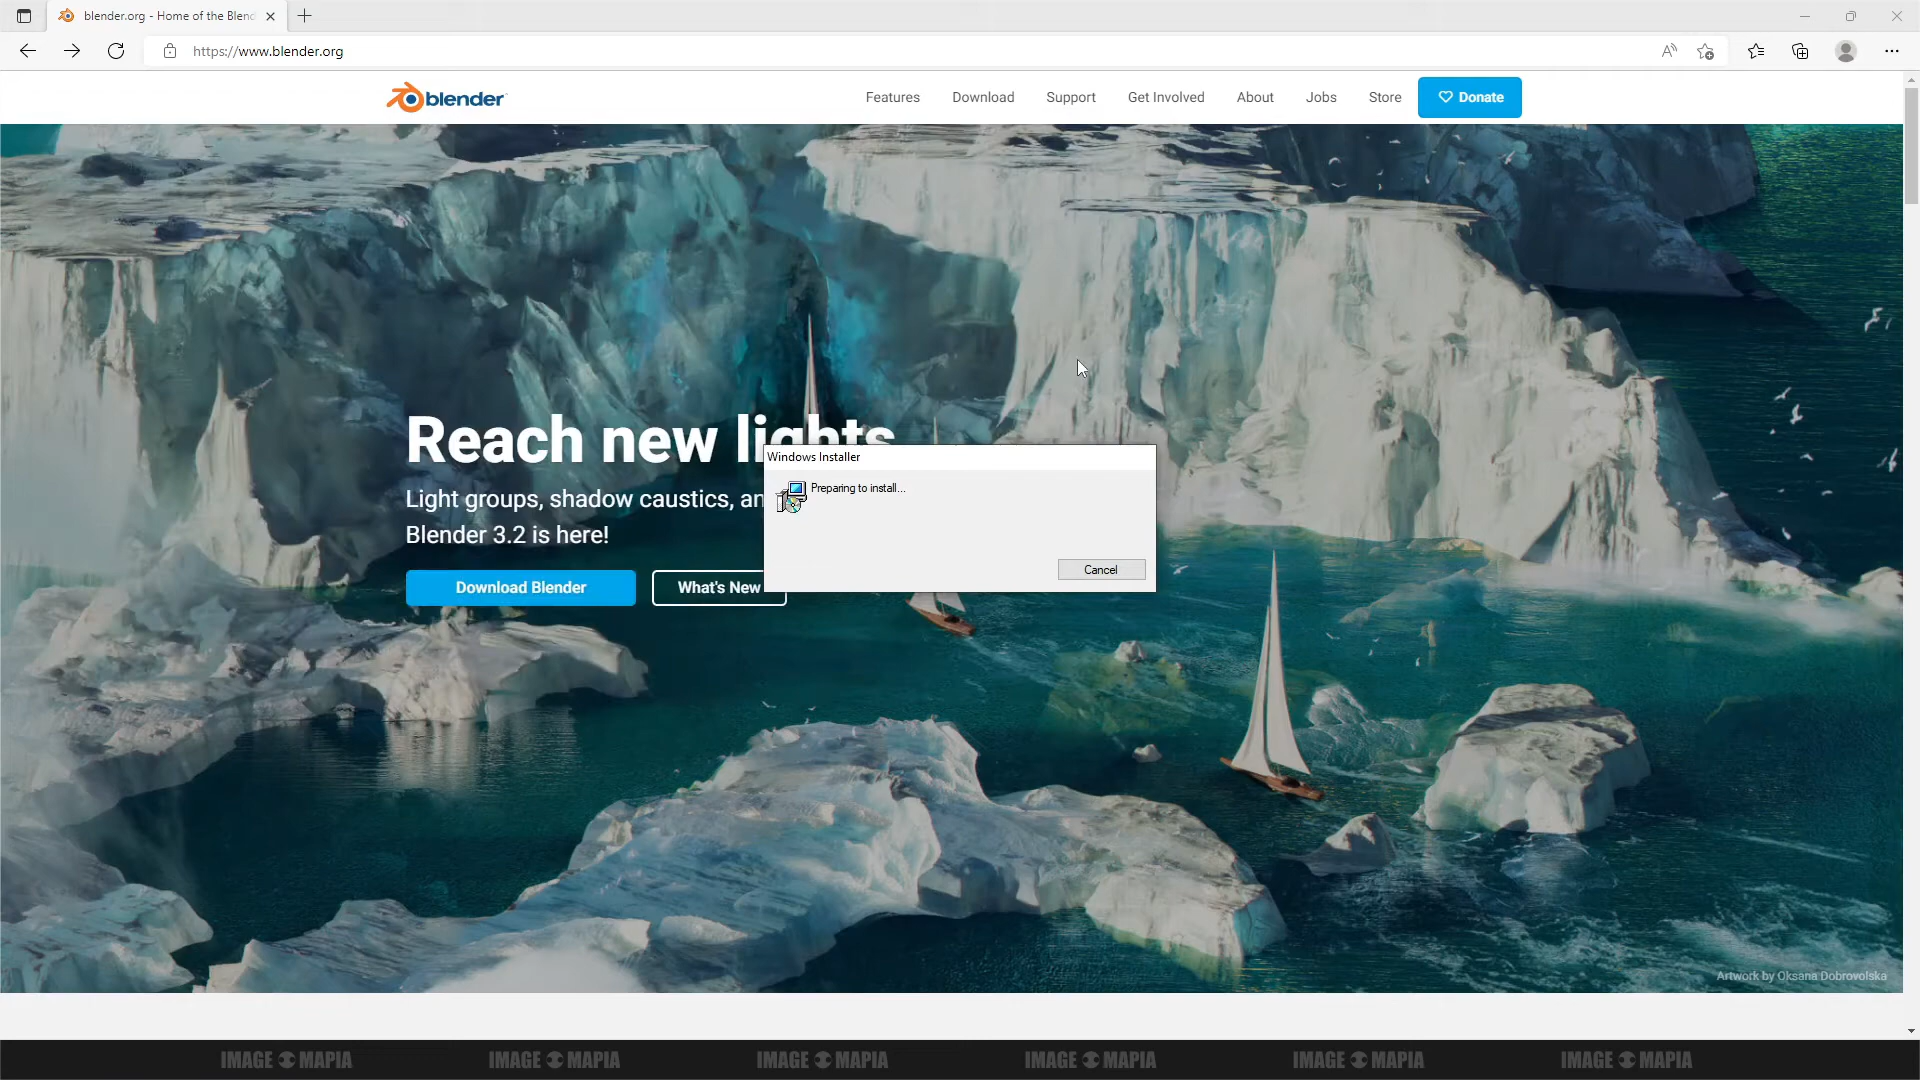 blender.org - Home of the Blend
https://www.blender.org
blender
Features
Download
Support
Get Involved
About
Jobs
Store
Donate
Reach new lights
Light groups, shadow caustics, an
Blender 3.2 is here!
Download Blender
What's New
Windows Installer
Preparing to install...
Cancel
Artwork by Oksana Dobrovolska
IMAGE MAPIA IMAGE MAPIA IMAGE MAPIA IMAGE MAPIA IMAGE MAPIA IMAGE MAPIA